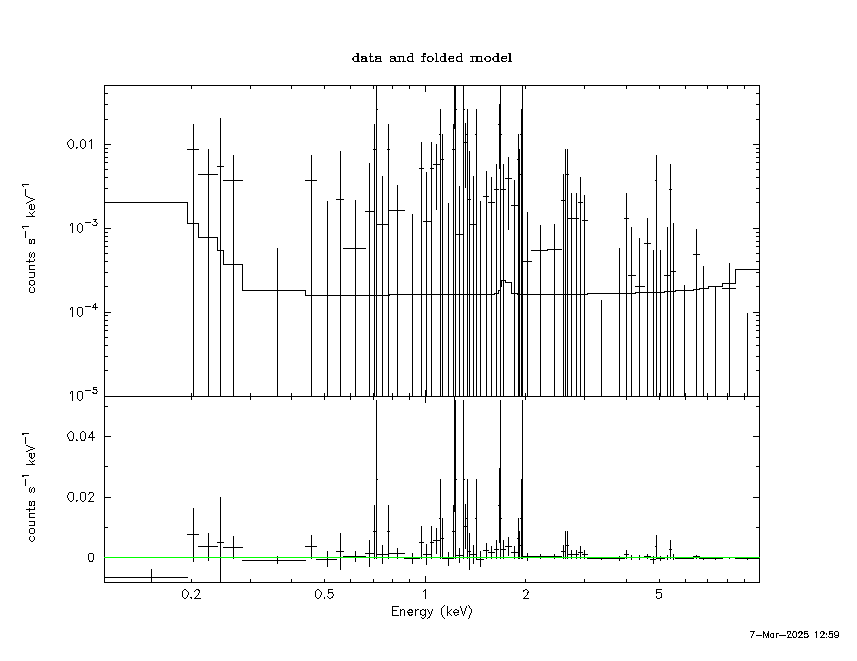 data and folded model
0.01
10⁻³
10⁻⁴
10⁻⁵
counts s⁻¹ keV⁻¹
0.04
0.02
0
counts s⁻¹ keV⁻¹
0.2 0.5 1 2 5
Energy (keV)
7-Mar-2025 12:59